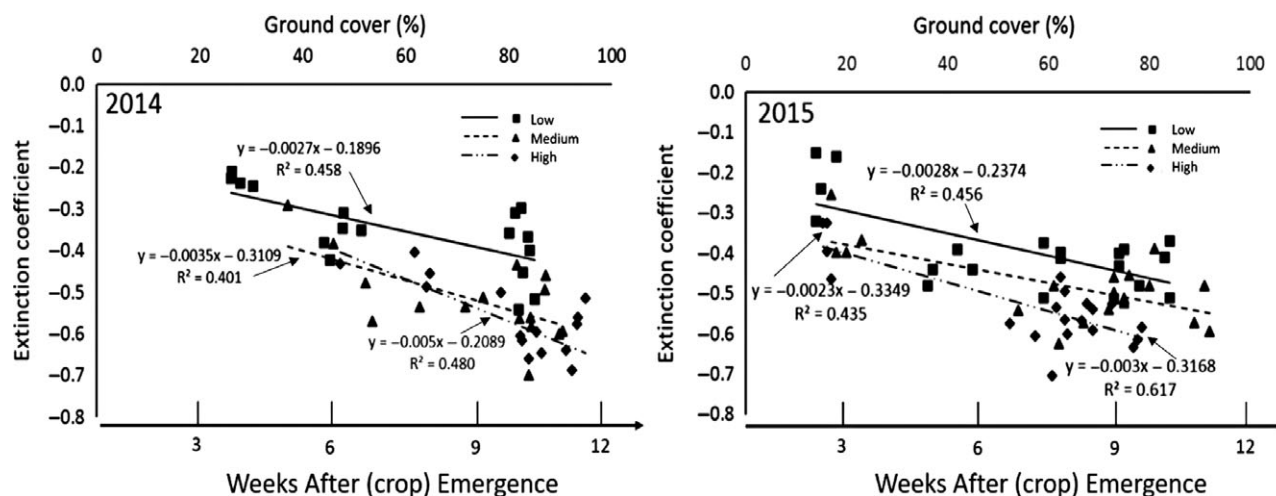 Ground cover (%)
0 20 40 60 80 100
0.0
−0.1
−0.2
−0.3
−0.4
−0.5
−0.6
−0.7
−0.8
Extinction coefficient
2014
Low
Medium
High
y = −0.0027x − 0.1896
R² = 0.458
y = −0.0035x − 0.3109
R² = 0.401
y = −0.005x − 0.2089
R² = 0.480
3 6 9 12
Weeks After (crop) Emergence
Ground cover (%)
0 20 40 60 80 100
0.0
−0.1
−0.2
−0.3
−0.4
−0.5
−0.6
−0.7
−0.8
Extinction coefficient
2015
Low
Medium
High
y = −0.0028x − 0.2374
R² = 0.456
y = −0.0023x − 0.3349
R² = 0.435
y = −0.003x − 0.3168
R² = 0.617
3 6 9 12
Weeks After (crop) Emergence